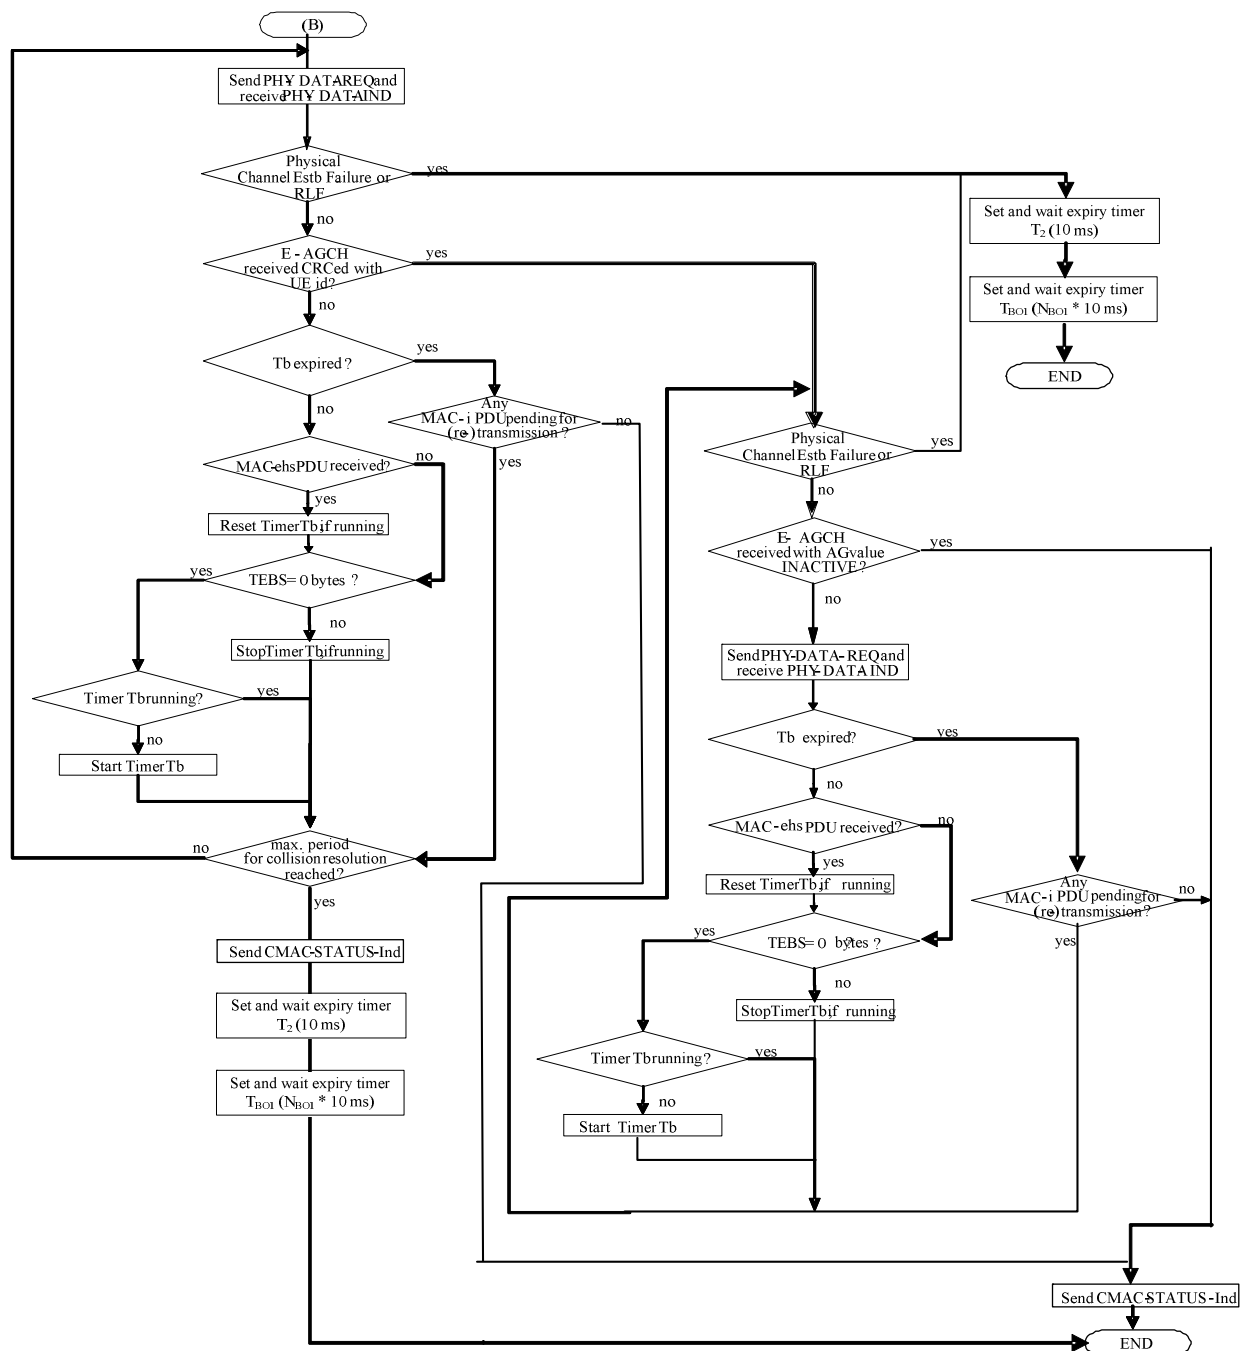 (B)
Send PHY-DATA-REQ and
receive PHY-DATA-IND
Physical
Channel Estb Failure or
RLF
yes
no
Set and wait expiry timer
T2 (10 ms)
Set and wait expiry timer
TBO1 (NBO1 * 10 ms)
END
E - AGCH
received CRCed with
UE id?
yes
no
Tb expired ?
yes
no
Any
MAC - i PDU pending for
(re-) transmission ?
no
yes
MAC-ehs PDU received?
no
yes
Reset Timer Tb, if running
TEBS = 0 bytes ?
yes
no
Stop Timer Tb, if running
Timer Tb running?
yes
no
Start Timer Tb
max. period
for collision resolution
reached?
no
yes
Send CMAC-STATUS-Ind
Set and wait expiry timer
T2 (10 ms)
Set and wait expiry timer
TBO1 (NBO1 * 10 ms)
Physical
Channel Estb Failure or
RLF
yes
no
E- AGCH
received with AG value
INACTIVE ?
yes
no
Send PHY-DATA-REQ and
receive PHY-DATA-IND
Tb expired?
yes
no
MAC-ehs PDU received?
no
yes
Reset Timer Tb, if running
Any
MAC-i PDU pending for
(re-) transmission?
no
yes
TEBS = 0 bytes ?
yes
no
Stop Timer Tb, if running
Timer Tb running?
yes
no
Start Timer Tb
Send CMAC-STATUS-Ind
END